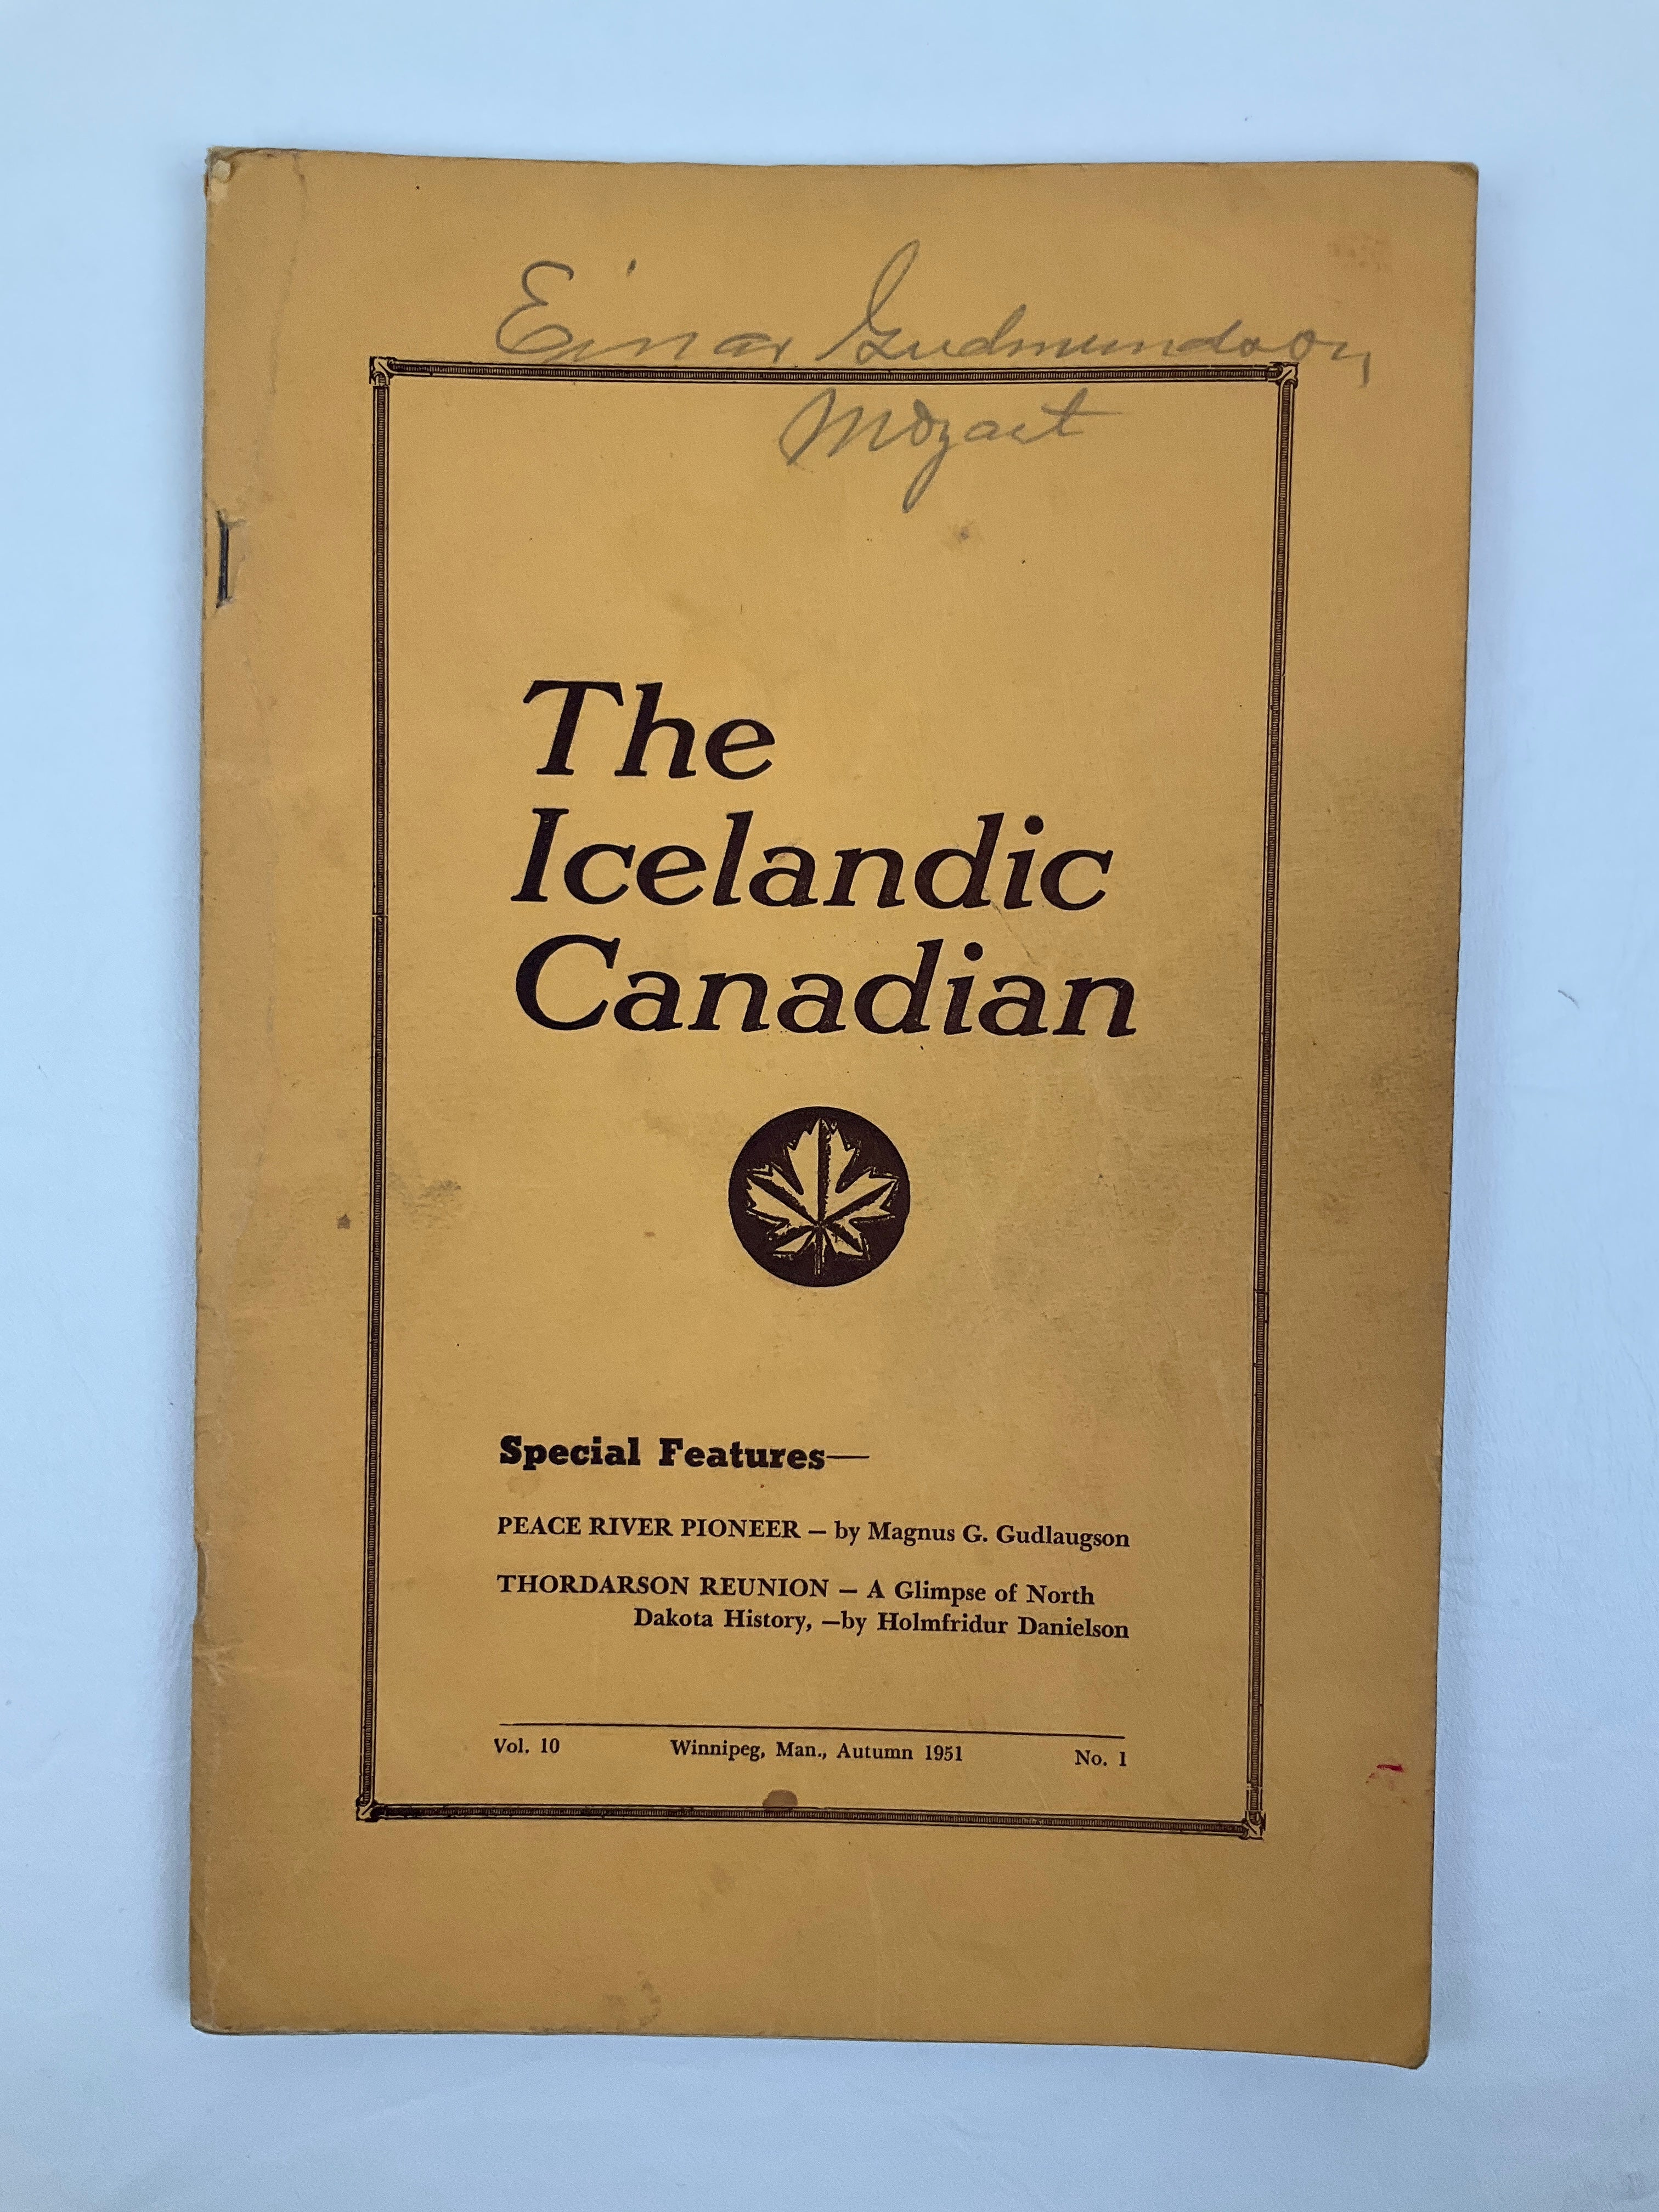 Einar Gudmundson,
Mozart
The
Icelandic
Canadian
Special Features—
PEACE RIVER PIONEER — by Magnus G. Gudlaugson
THORDARSON REUNION — A Glimpse of North
Dakota History, —by Holmfridur Danielson
Vol. 10 Winnipeg, Man., Autumn 1951 No. 1